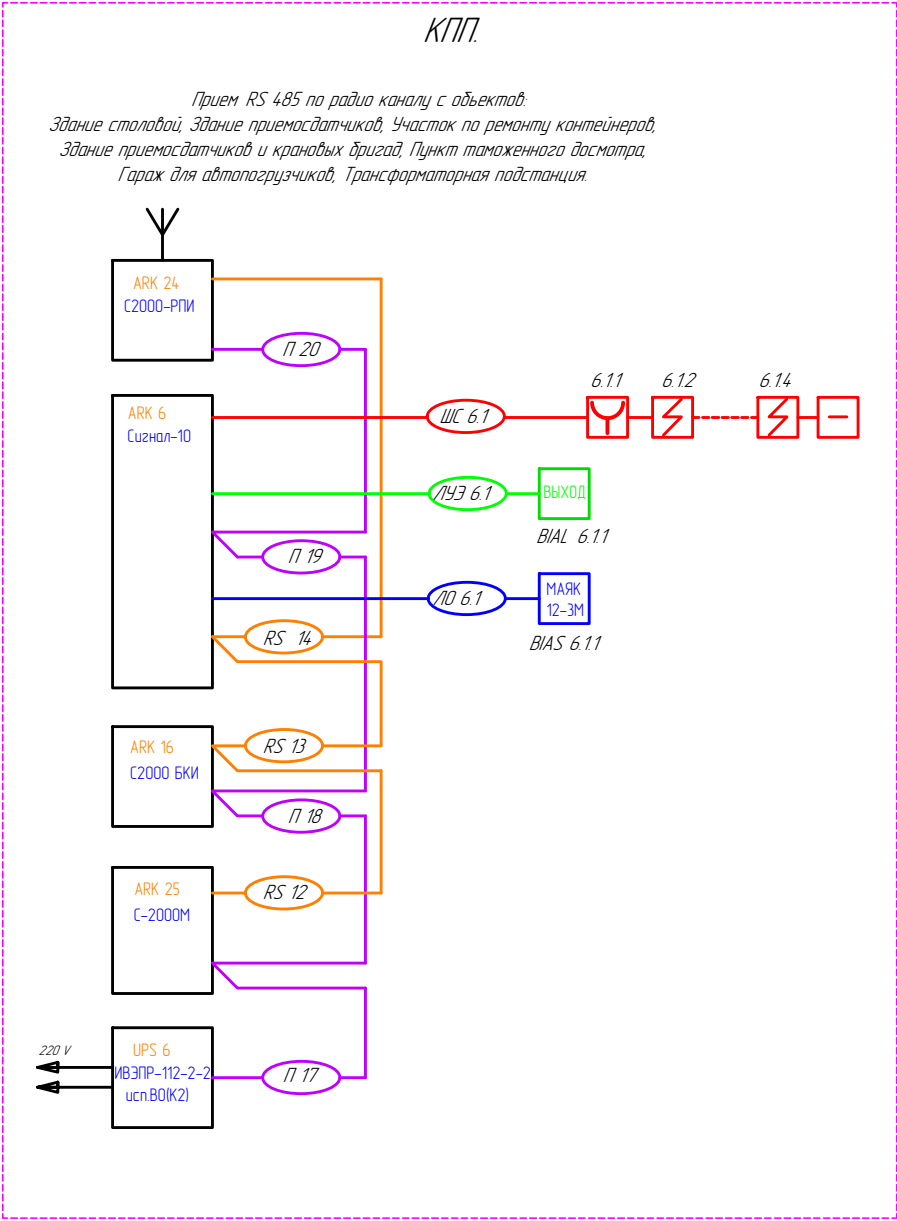 КПП.
Прием RS 485 по радио каналу с обьектов:
Здание столовой, Здание приемосдатчиков, Участок по ремонту контейнеров,
Здание приемосдатчиков и крановых бригад, Пункт таможенного досмотра,
Гараж для автопогрузчиков, Трансформаторная подстанция.
ARK 24
С2000-РПИ
П 20
ARK 6
Сигнал-10
ШС 6.1
6.1.1
6.1.2
6.1.4
ЛУЭ 6.1
ВЫХОД
BIAL 6.1.1
П 19
ЛО 6.1
МАЯК
12-3М
BIAS 6.1.1
RS 14
ARK 16
С2000 БКИ
RS 13
П 18
ARK 25
С-2000М
RS 12
220 V
UPS 6
ИВЭПР-112-2-2
исп.В0(К2)
П 17